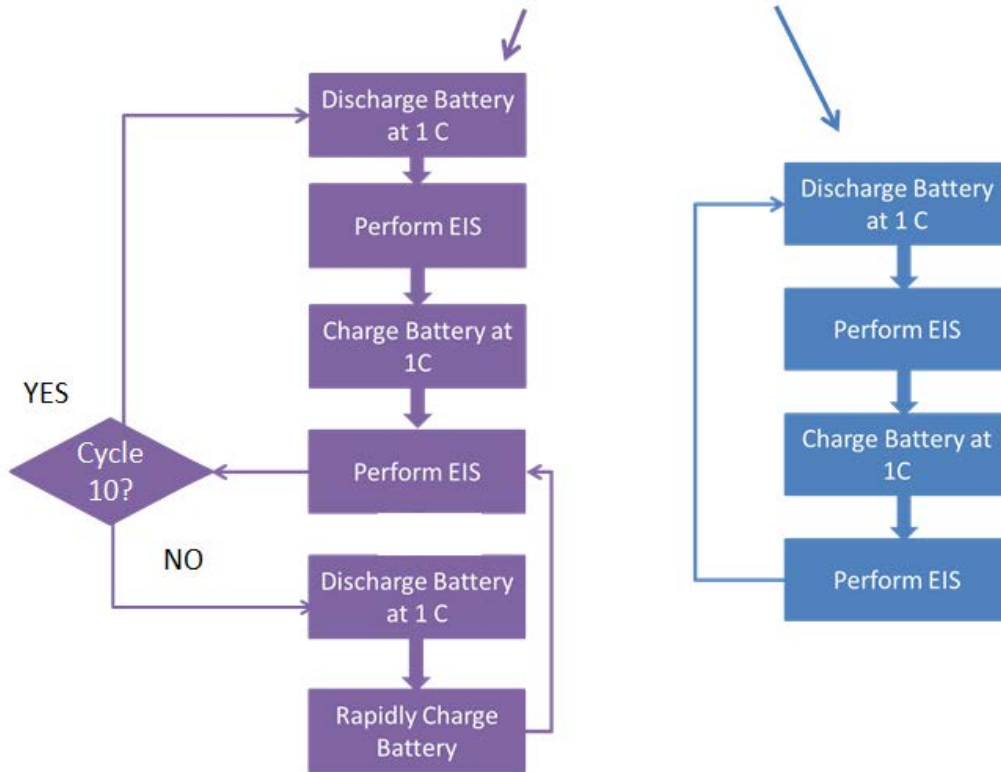 Discharge Battery
at 1 C
Perform EIS
Charge Battery at
1C
YES
Cycle
10?
Perform EIS
NO
Discharge Battery
at 1 C
Rapidly Charge
Battery
Discharge Battery
at 1 C
Perform EIS
Charge Battery at
1C
Perform EIS